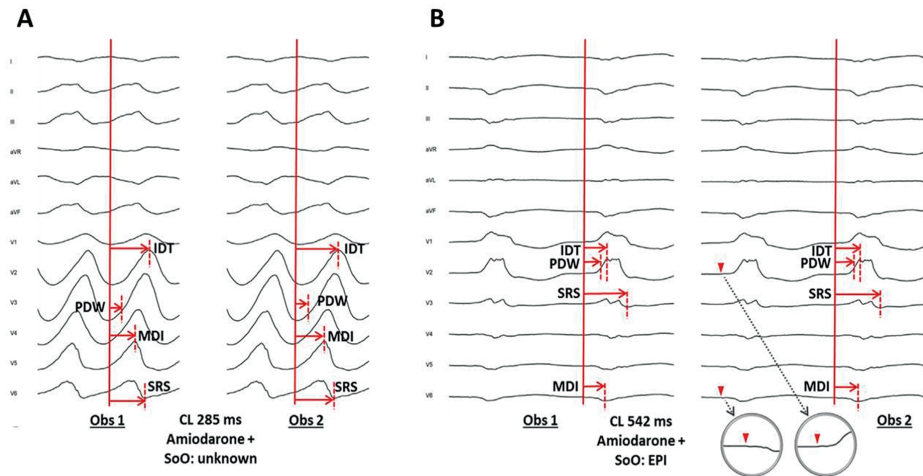 A
B
I
II
III
aVR
aVL
aVF
V1
V2
V3
V4
V5
V6
IDT
PDW
MDI
SRS
IDT
PDW
MDI
SRS
Obs 1
CL 285 ms
Amiodarone +
SoO: unknown
Obs 2
I
II
III
aVR
aVL
aVF
V1
V2
V3
V4
V5
V6
IDT
PDW
SRS
MDI
IDT
PDW
SRS
MDI
Obs 1
CL 542 ms
Amiodarone +
SoO: EPI
Obs 2